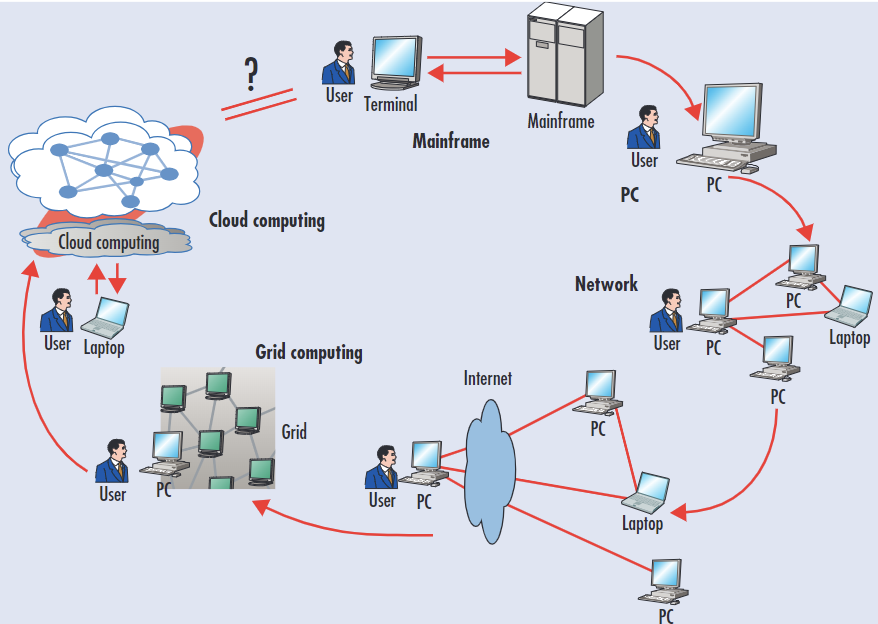 ?
User
Terminal
Mainframe
Mainframe
User
PC
PC
Cloud computing
Cloud computing
User
Laptop
Network
PC
User
PC
Laptop
PC
Grid computing
Grid
User
PC
Internet
User
PC
PC
Laptop
PC